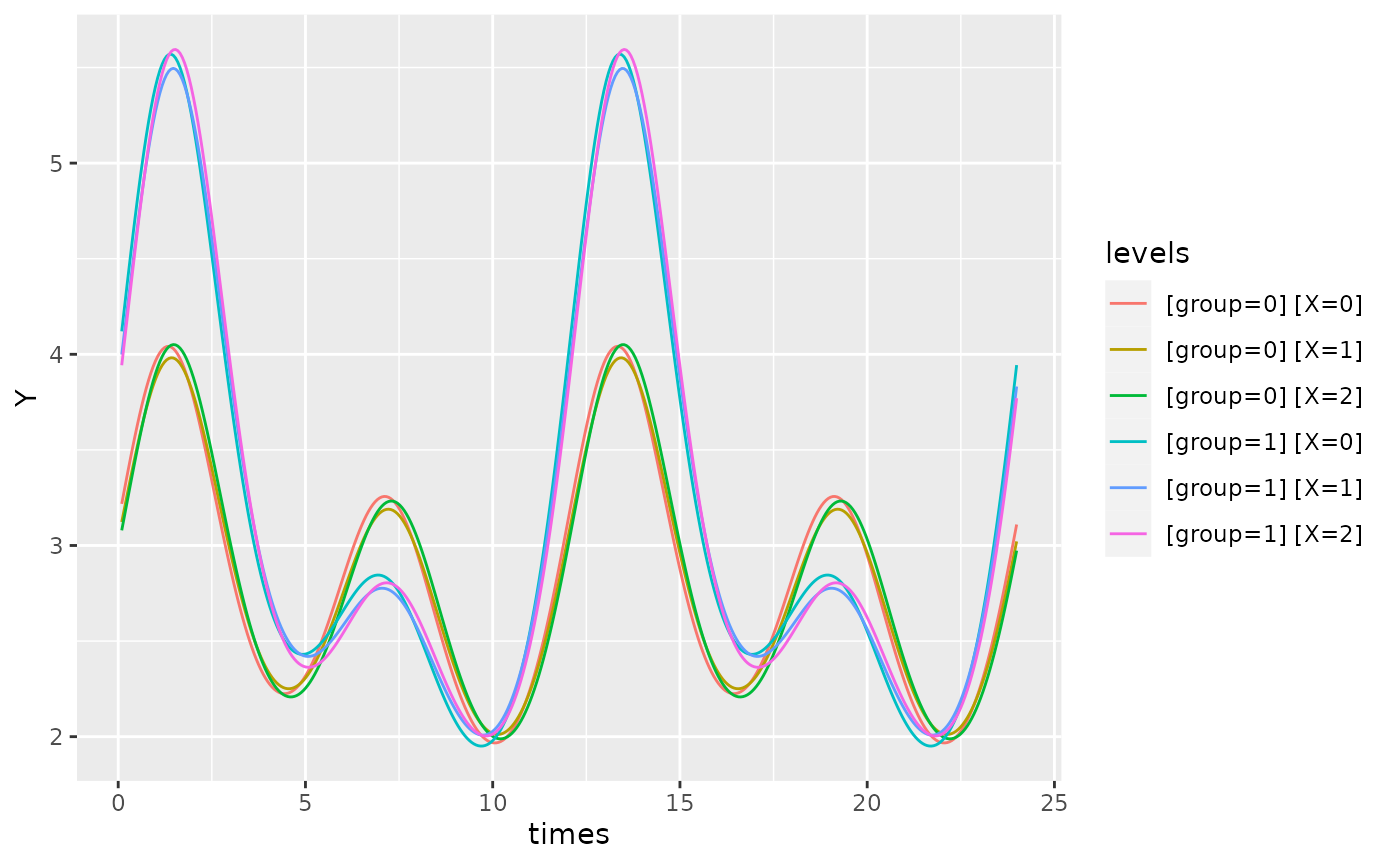 5
4
3
2
Y
0 5 10 15 20 25
times
levels
[group=0] [X=0]
[group=0] [X=1]
[group=0] [X=2]
[group=1] [X=0]
[group=1] [X=1]
[group=1] [X=2]